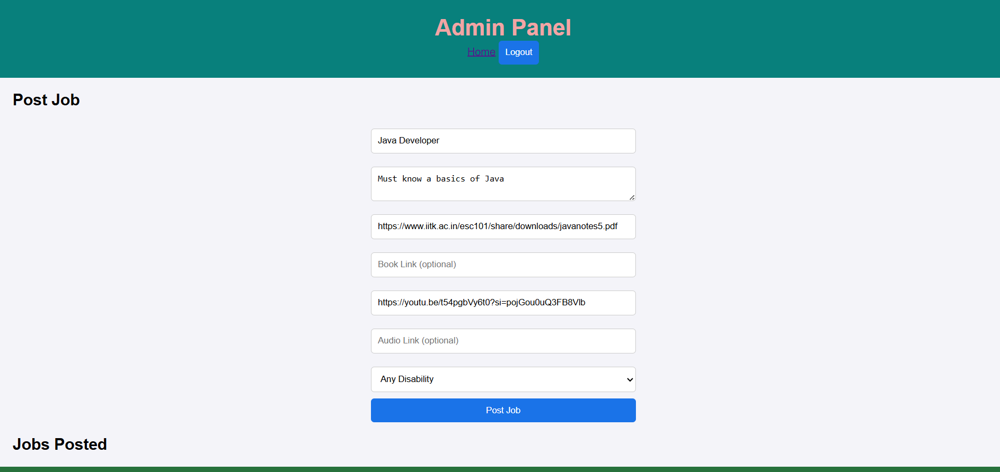 Admin Panel
Home Logout
Post Job
Java Developer
Must know a basics of Java
https://www.iitk.ac.in/esc101/share/downloads/javanotes5.pdf
Book Link (optional)
https://youtu.be/t54pgbVy6t0?si=pojGou0uQ3FB8Vlb
Audio Link (optional)
Any Disability
Post Job
Jobs Posted